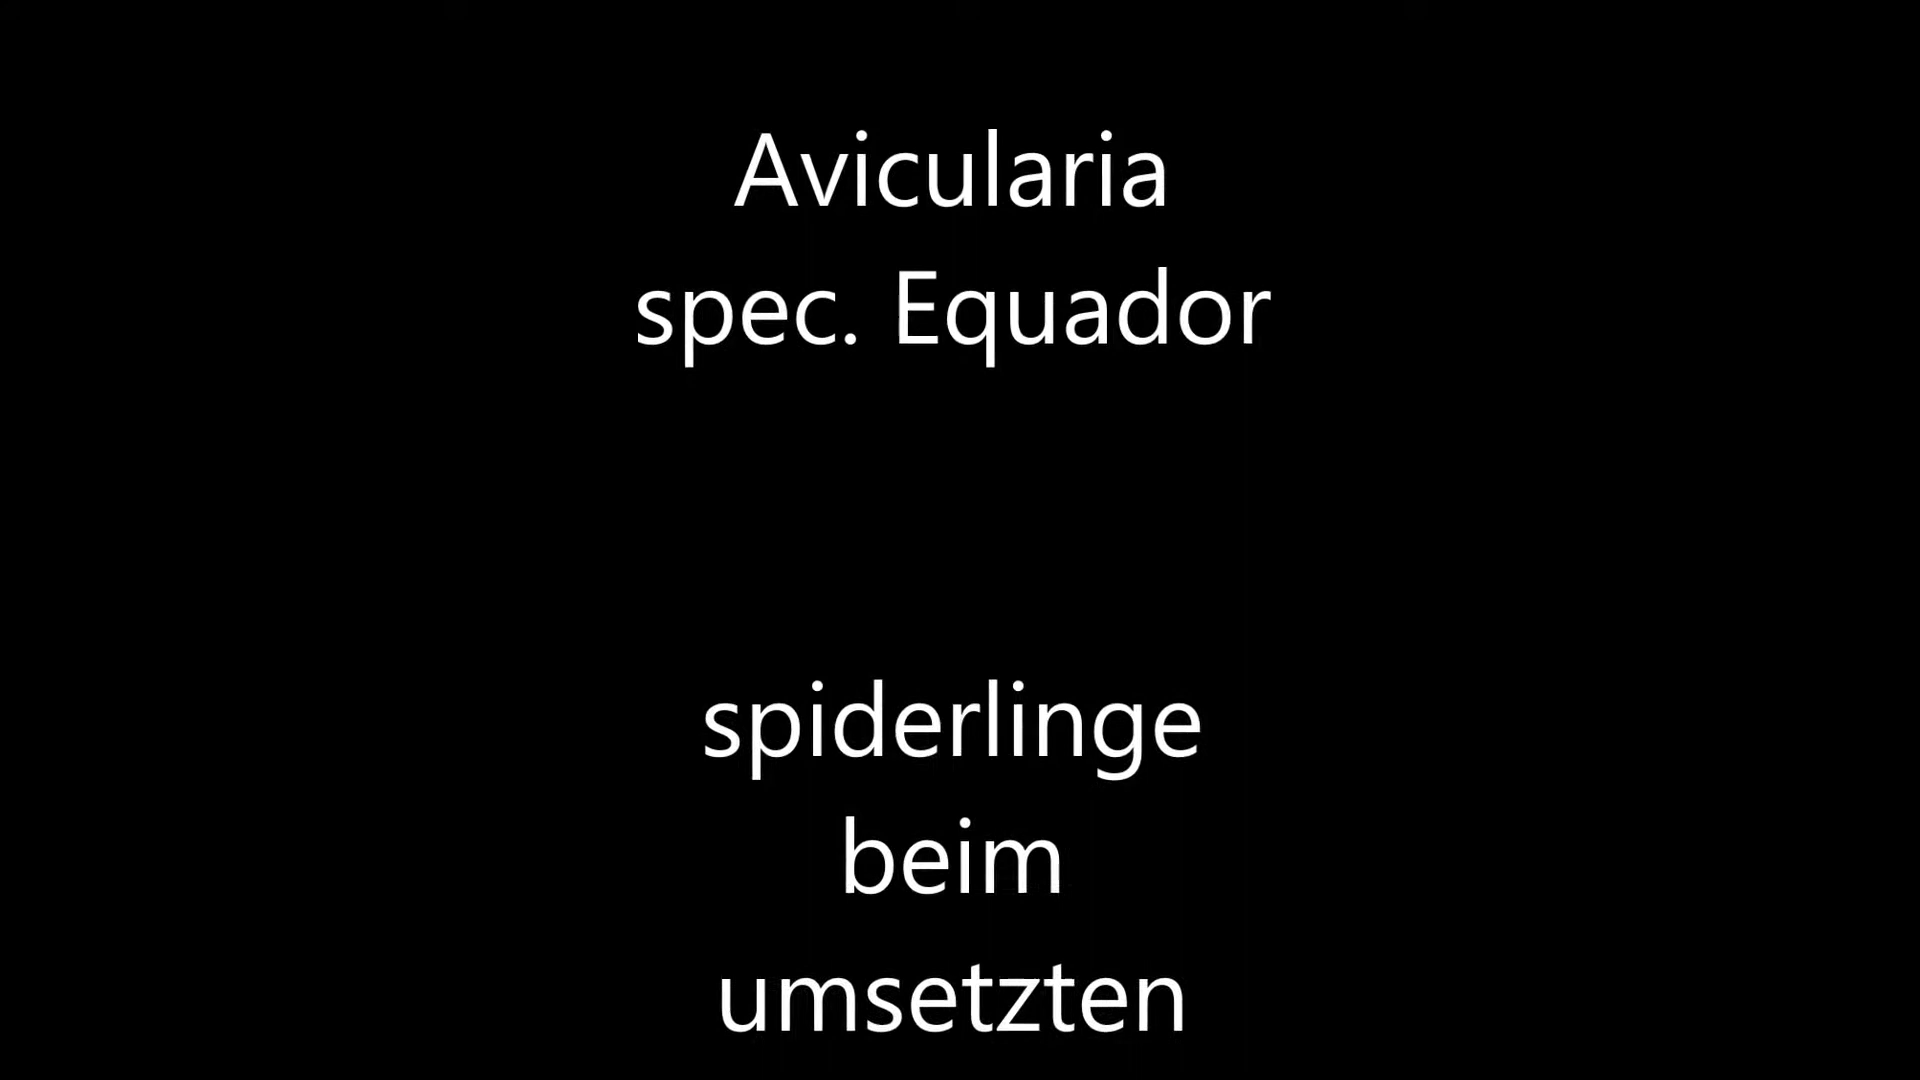 Avicularia
spec. Equador
spiderlinge
beim
umsetzten